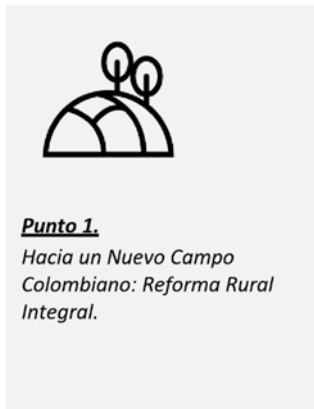 Punto 1.
Hacia un Nuevo Campo
Colombiano: Reforma Rural
Integral.